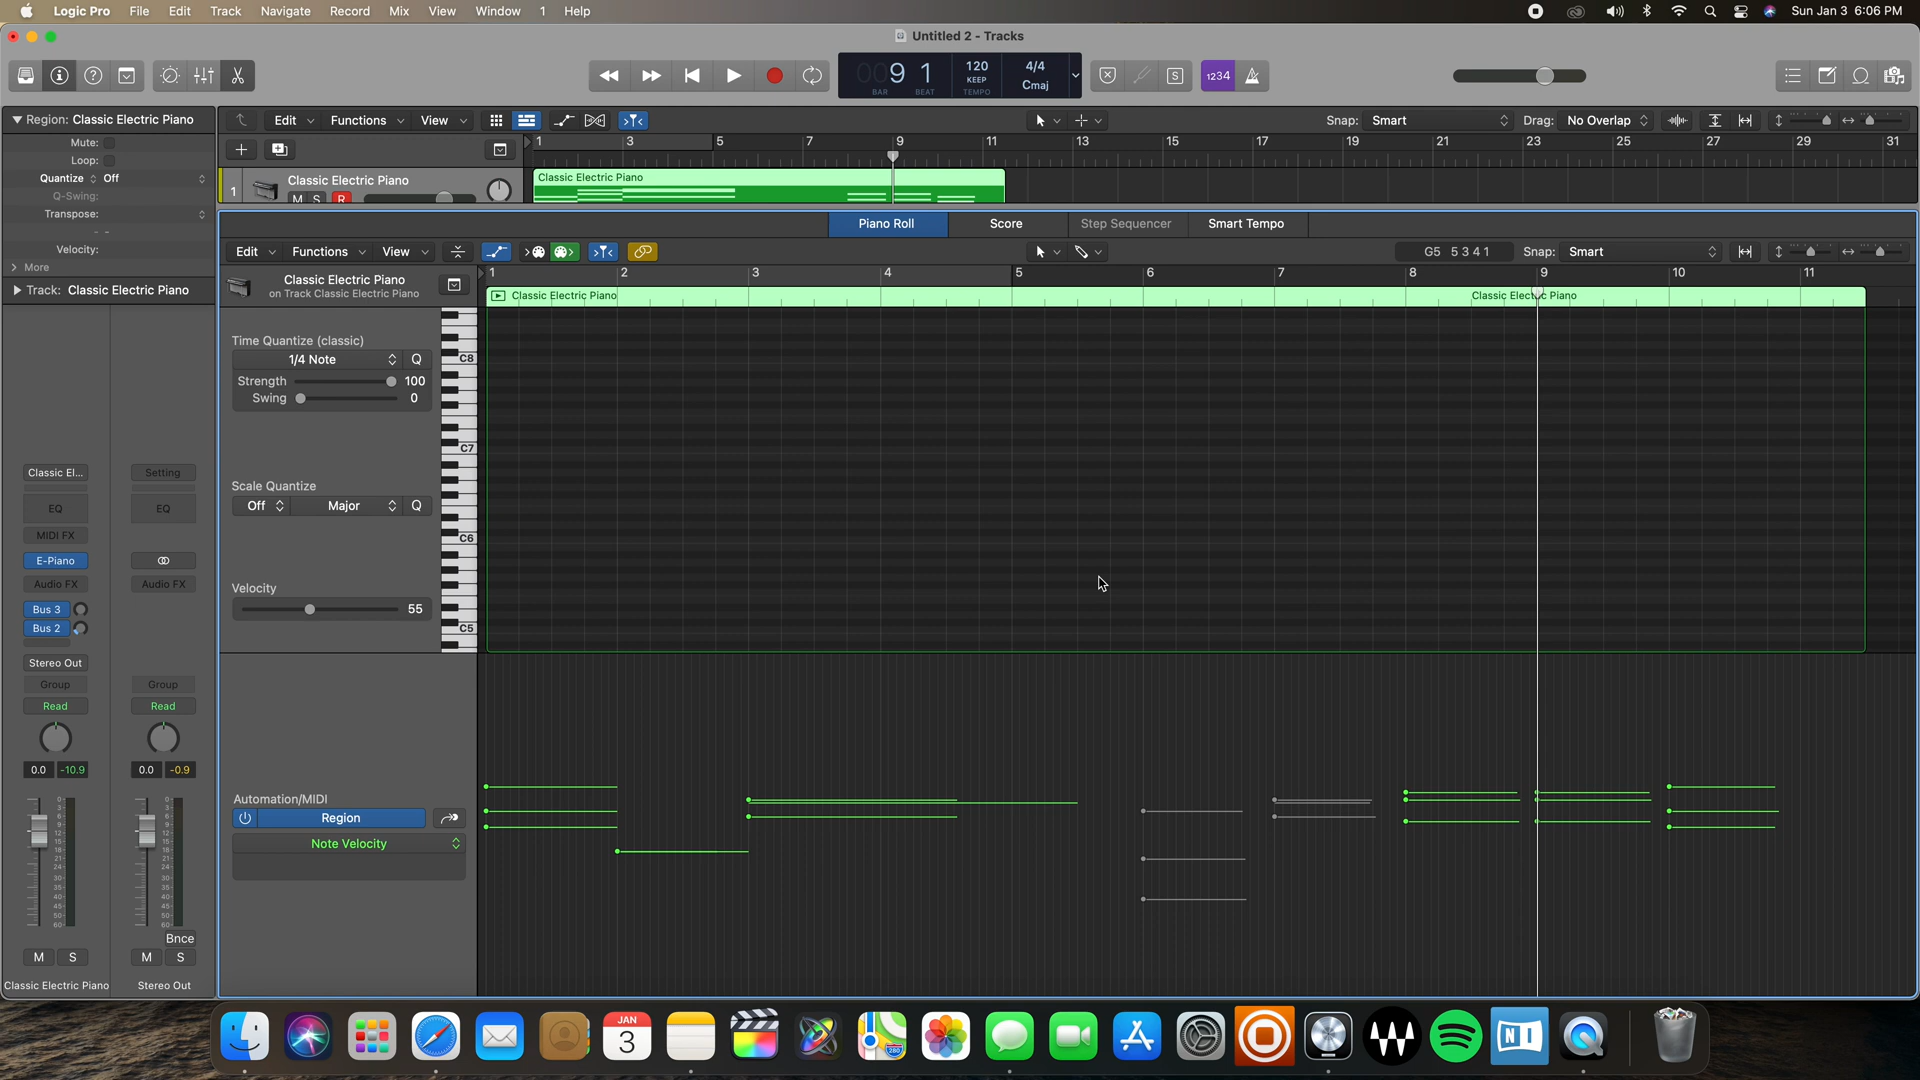 Logic Pro File Edit Track Navigate Record Mix View Window 1 Help Sun Jan 3 6:06 PM
Untitled 2 - Tracks
009 1 120 4/4
KEEP Cmaj
BAR BEAT TEMPO
S 1234
Region: Classic Electric Piano
Edit Functions View Snap: Smart Drag: No Overlap
Mute:
Loop:
Quantize Off
Q-Swing:
Transpose:
Velocity:
More
Track: Classic Electric Piano
1 3 5 7 9 11 13 15 17 19 21 23 25 27 29 31
1 Classic Electric Piano
M S R
Classic Electric Piano
Piano Roll Score Step Sequencer Smart Tempo
Edit Functions View G5 5 3 4 1 Snap: Smart
Classic Electric Piano
on Track Classic Electric Piano
1 2 3 4 5 6 7 8 9 10 11
Classic Electric Piano Classic Electric Piano
Time Quantize (classic)
1/4 Note Q
Strength 100
Swing 0
C8
C7
C6
C5
Scale Quantize
Off Major Q
Velocity
55
Automation/MIDI
Region
Note Velocity
Classic El... Setting
EQ EQ
MIDI FX
E-Piano
Audio FX Audio FX
Bus 3
Bus 2
Stereo Out
Group Group
Read Read
0.0 -10.9 0.0 -0.9
Bnce
M S M S
Classic Electric Piano Stereo Out
JAN
3
280